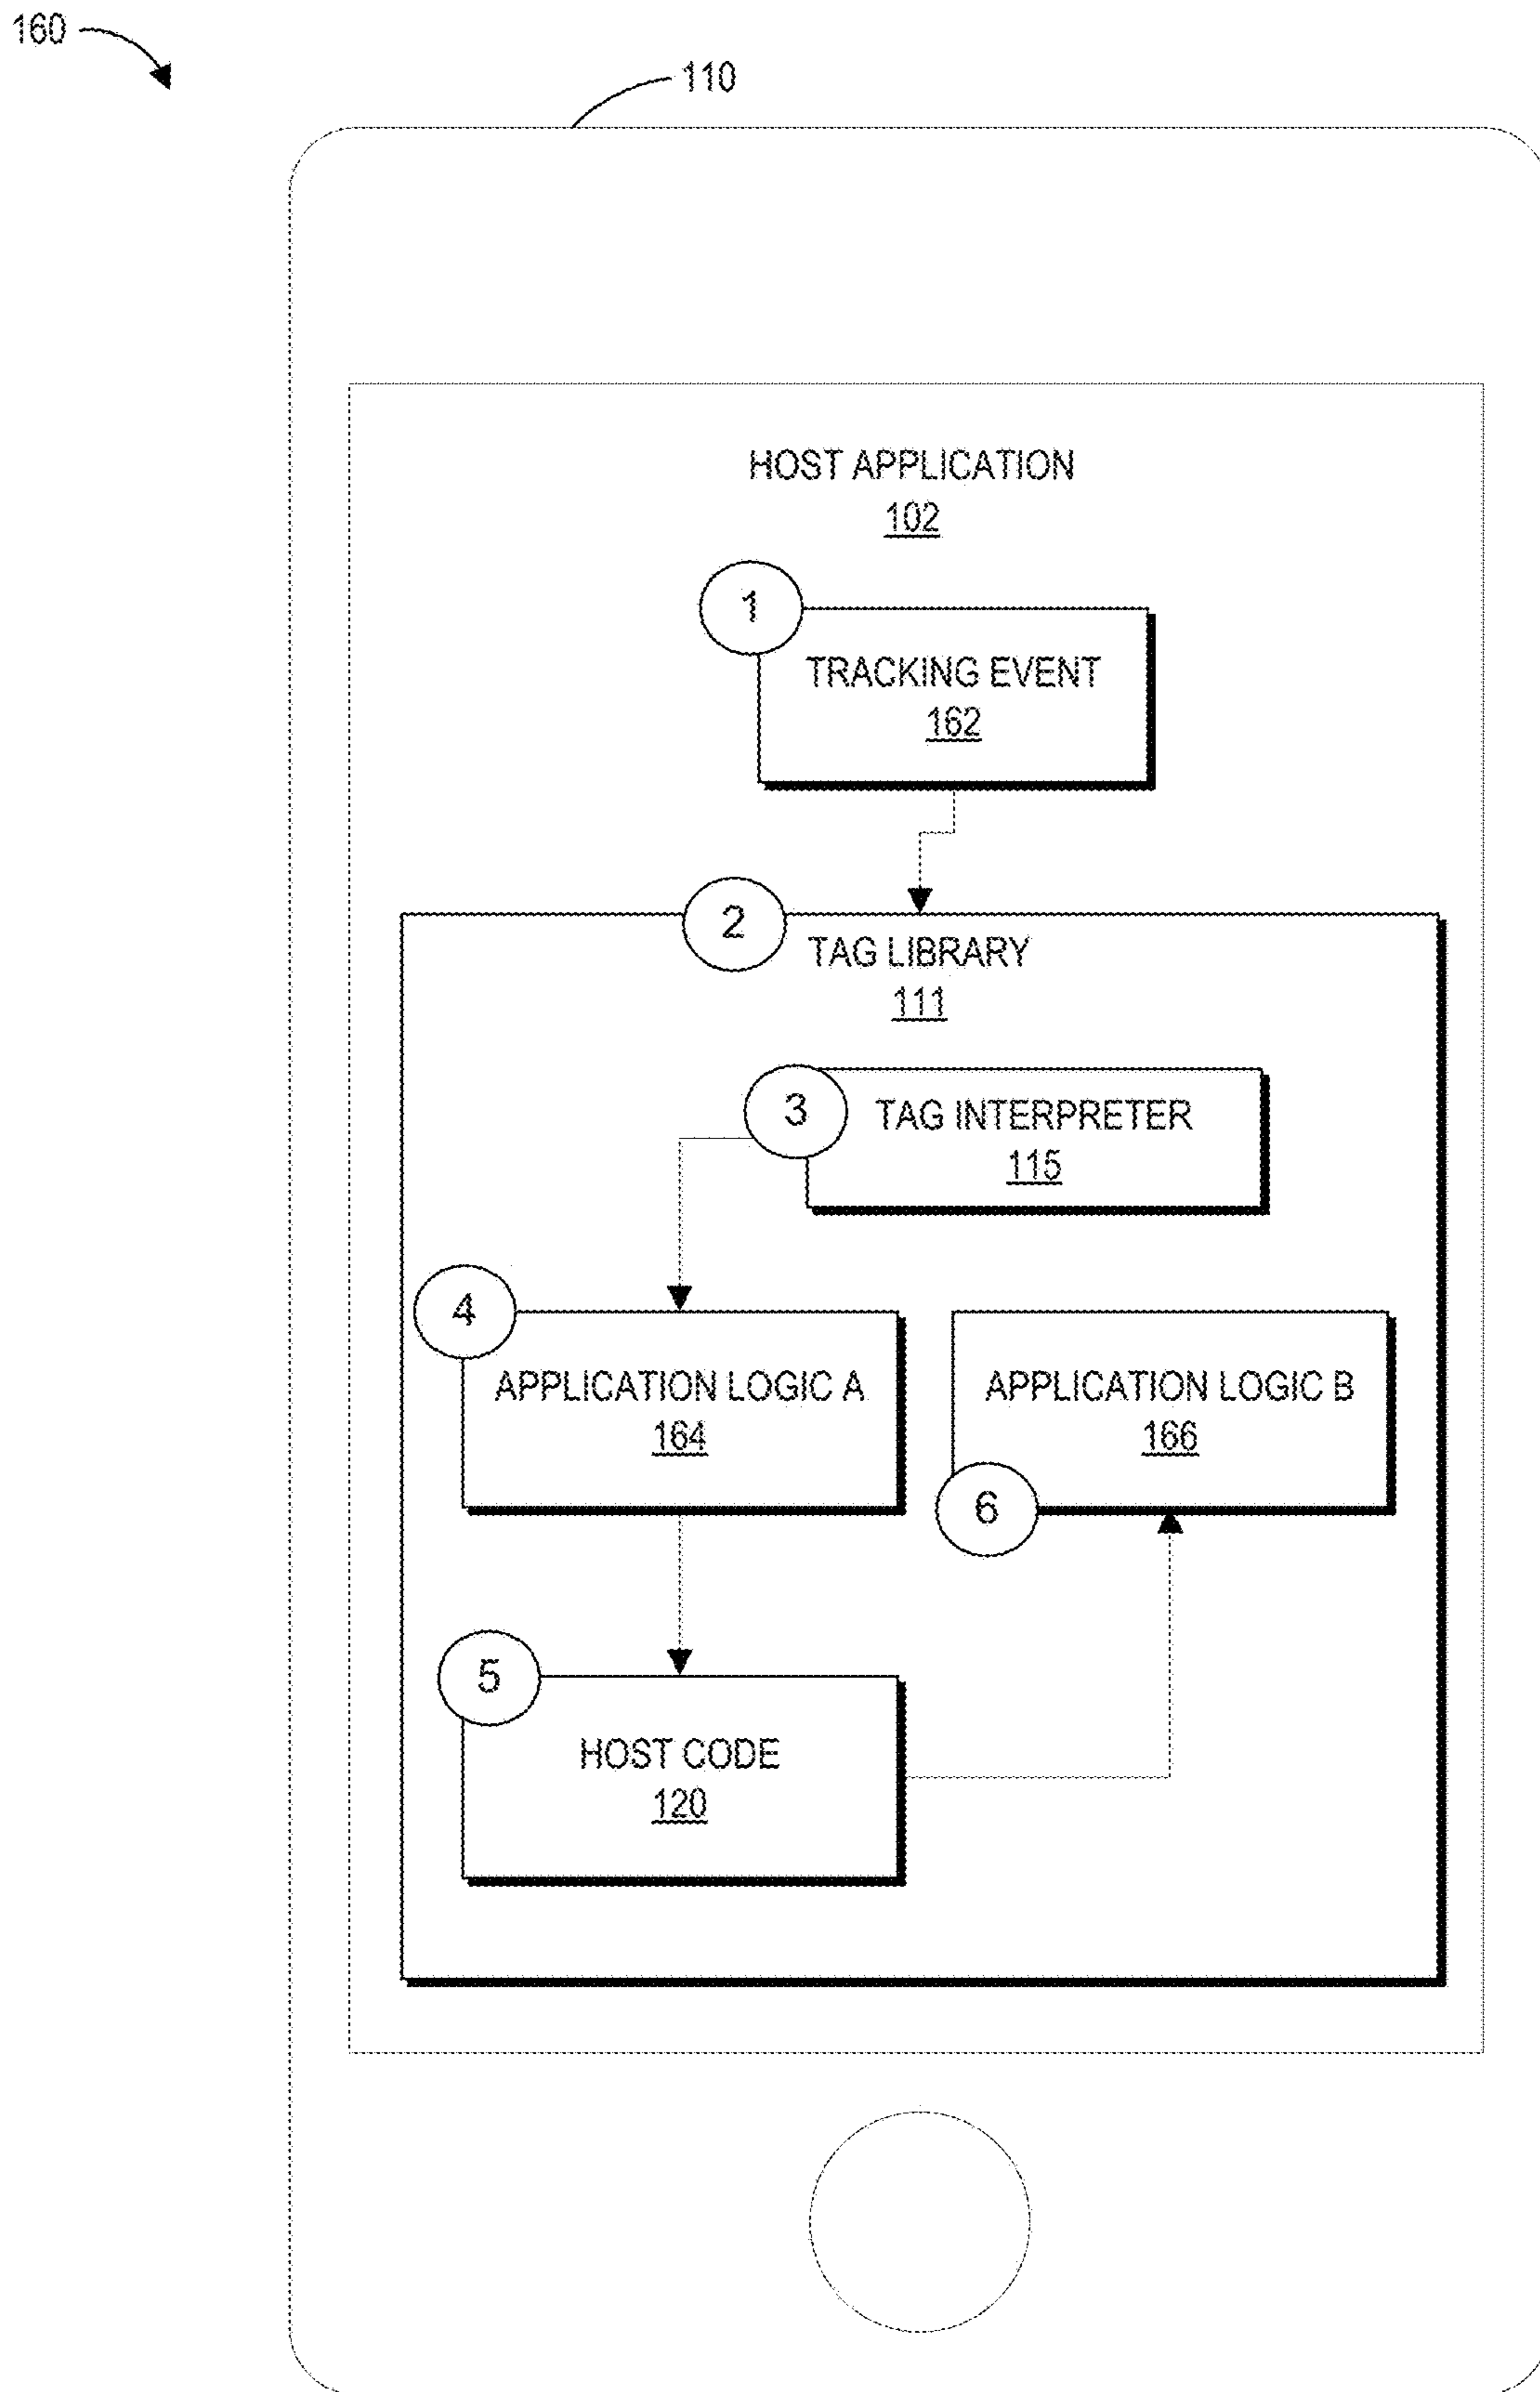 160
110
HOST APPLICATION
102
1
TRACKING EVENT
162
2
TAG LIBRARY
111
3
TAG INTERPRETER
115
4
APPLICATION LOGIC A
164
APPLICATION LOGIC B
166
6
5
HOST CODE
120